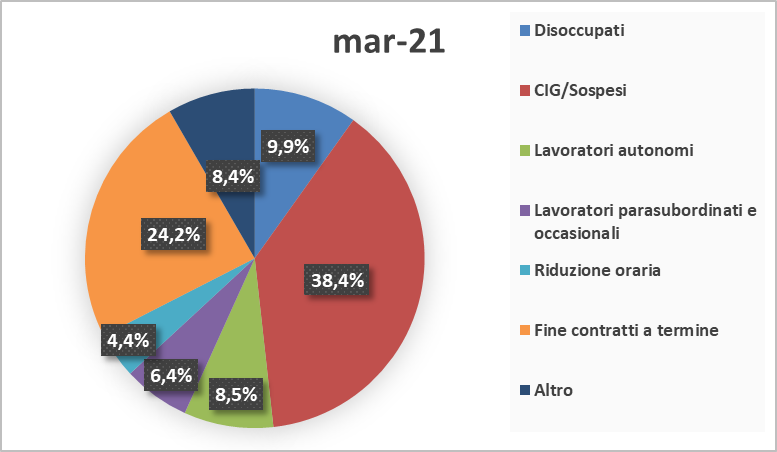 mar-21
9,9%
38,4%
8,5%
6,4%
4,4%
24,2%
8,4%
Disoccupati
CIG/Sospesi
Lavoratori autonomi
Lavoratori parasubordinati e
occasionali
Riduzione oraria
Fine contratti a termine
Altro